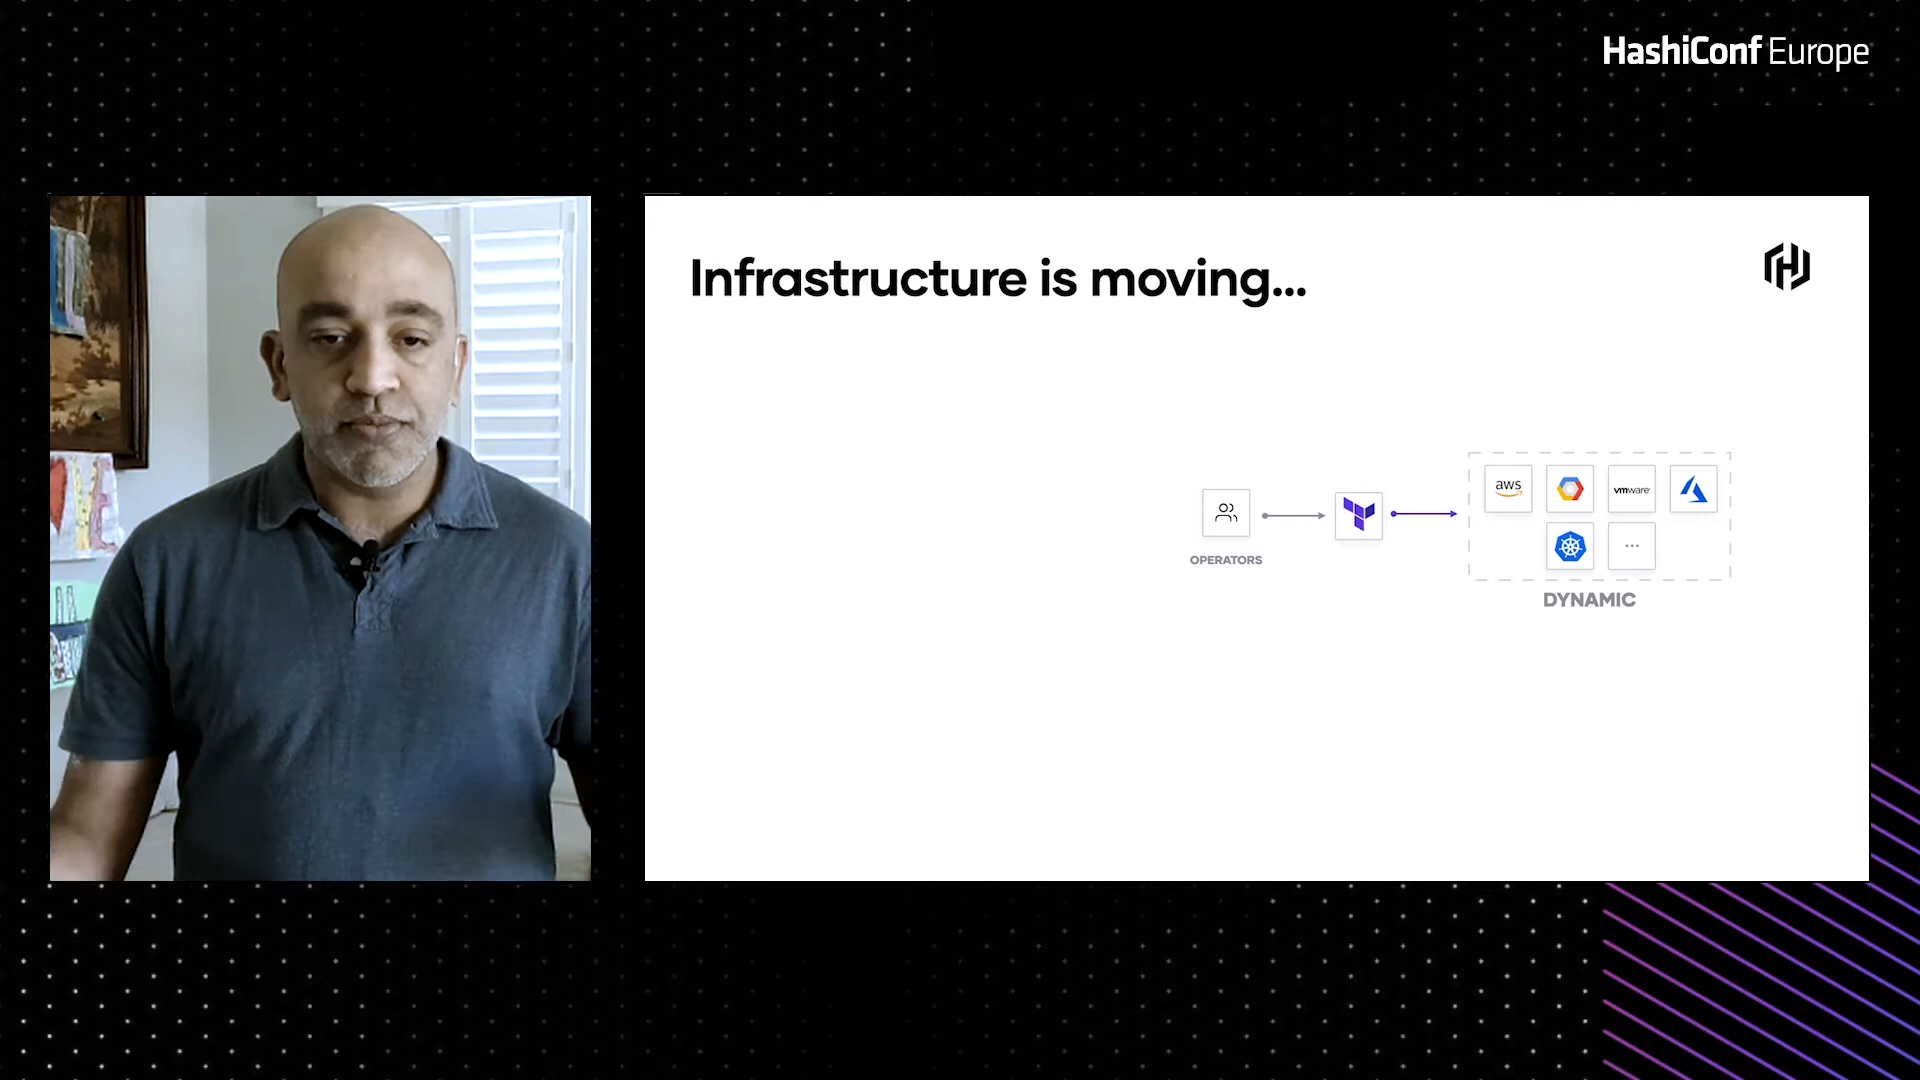 HashiConf Europe
Infrastructure is moving...
aws
vmware
...
OPERATORS
DYNAMIC